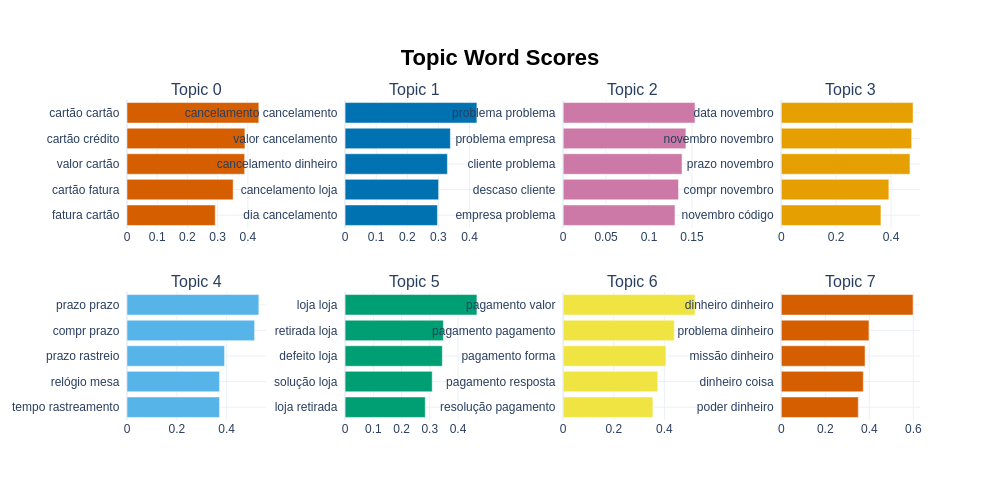 Topic Word Scores
Topic 0
cartão cartão
cartão crédito
valor cartão
cartão fatura
fatura cartão
0 0.1 0.2 0.3 0.4
Topic 1
cancelamento cancelamento
valor cancelamento
cancelamento dinheiro
cancelamento loja
dia cancelamento
0 0.1 0.2 0.3 0.4
Topic 2
problema problema
problema empresa
cliente problema
descaso cliente
empresa problema
0 0.05 0.1 0.15
Topic 3
data novembro
novembro novembro
prazo novembro
compr novembro
novembro código
0 0.2 0.4
Topic 4
prazo prazo
compr prazo
prazo rastreio
relógio mesa
tempo rastreamento
0 0.2 0.4
Topic 5
loja loja
retirada loja
defeito loja
solução loja
loja retirada
0 0.1 0.2 0.3 0.4
Topic 6
pagamento valor
pagamento pagamento
pagamento forma
pagamento resposta
resolução pagamento
0 0.2 0.4
Topic 7
dinheiro dinheiro
problema dinheiro
missão dinheiro
dinheiro coisa
poder dinheiro
0 0.2 0.4 0.6